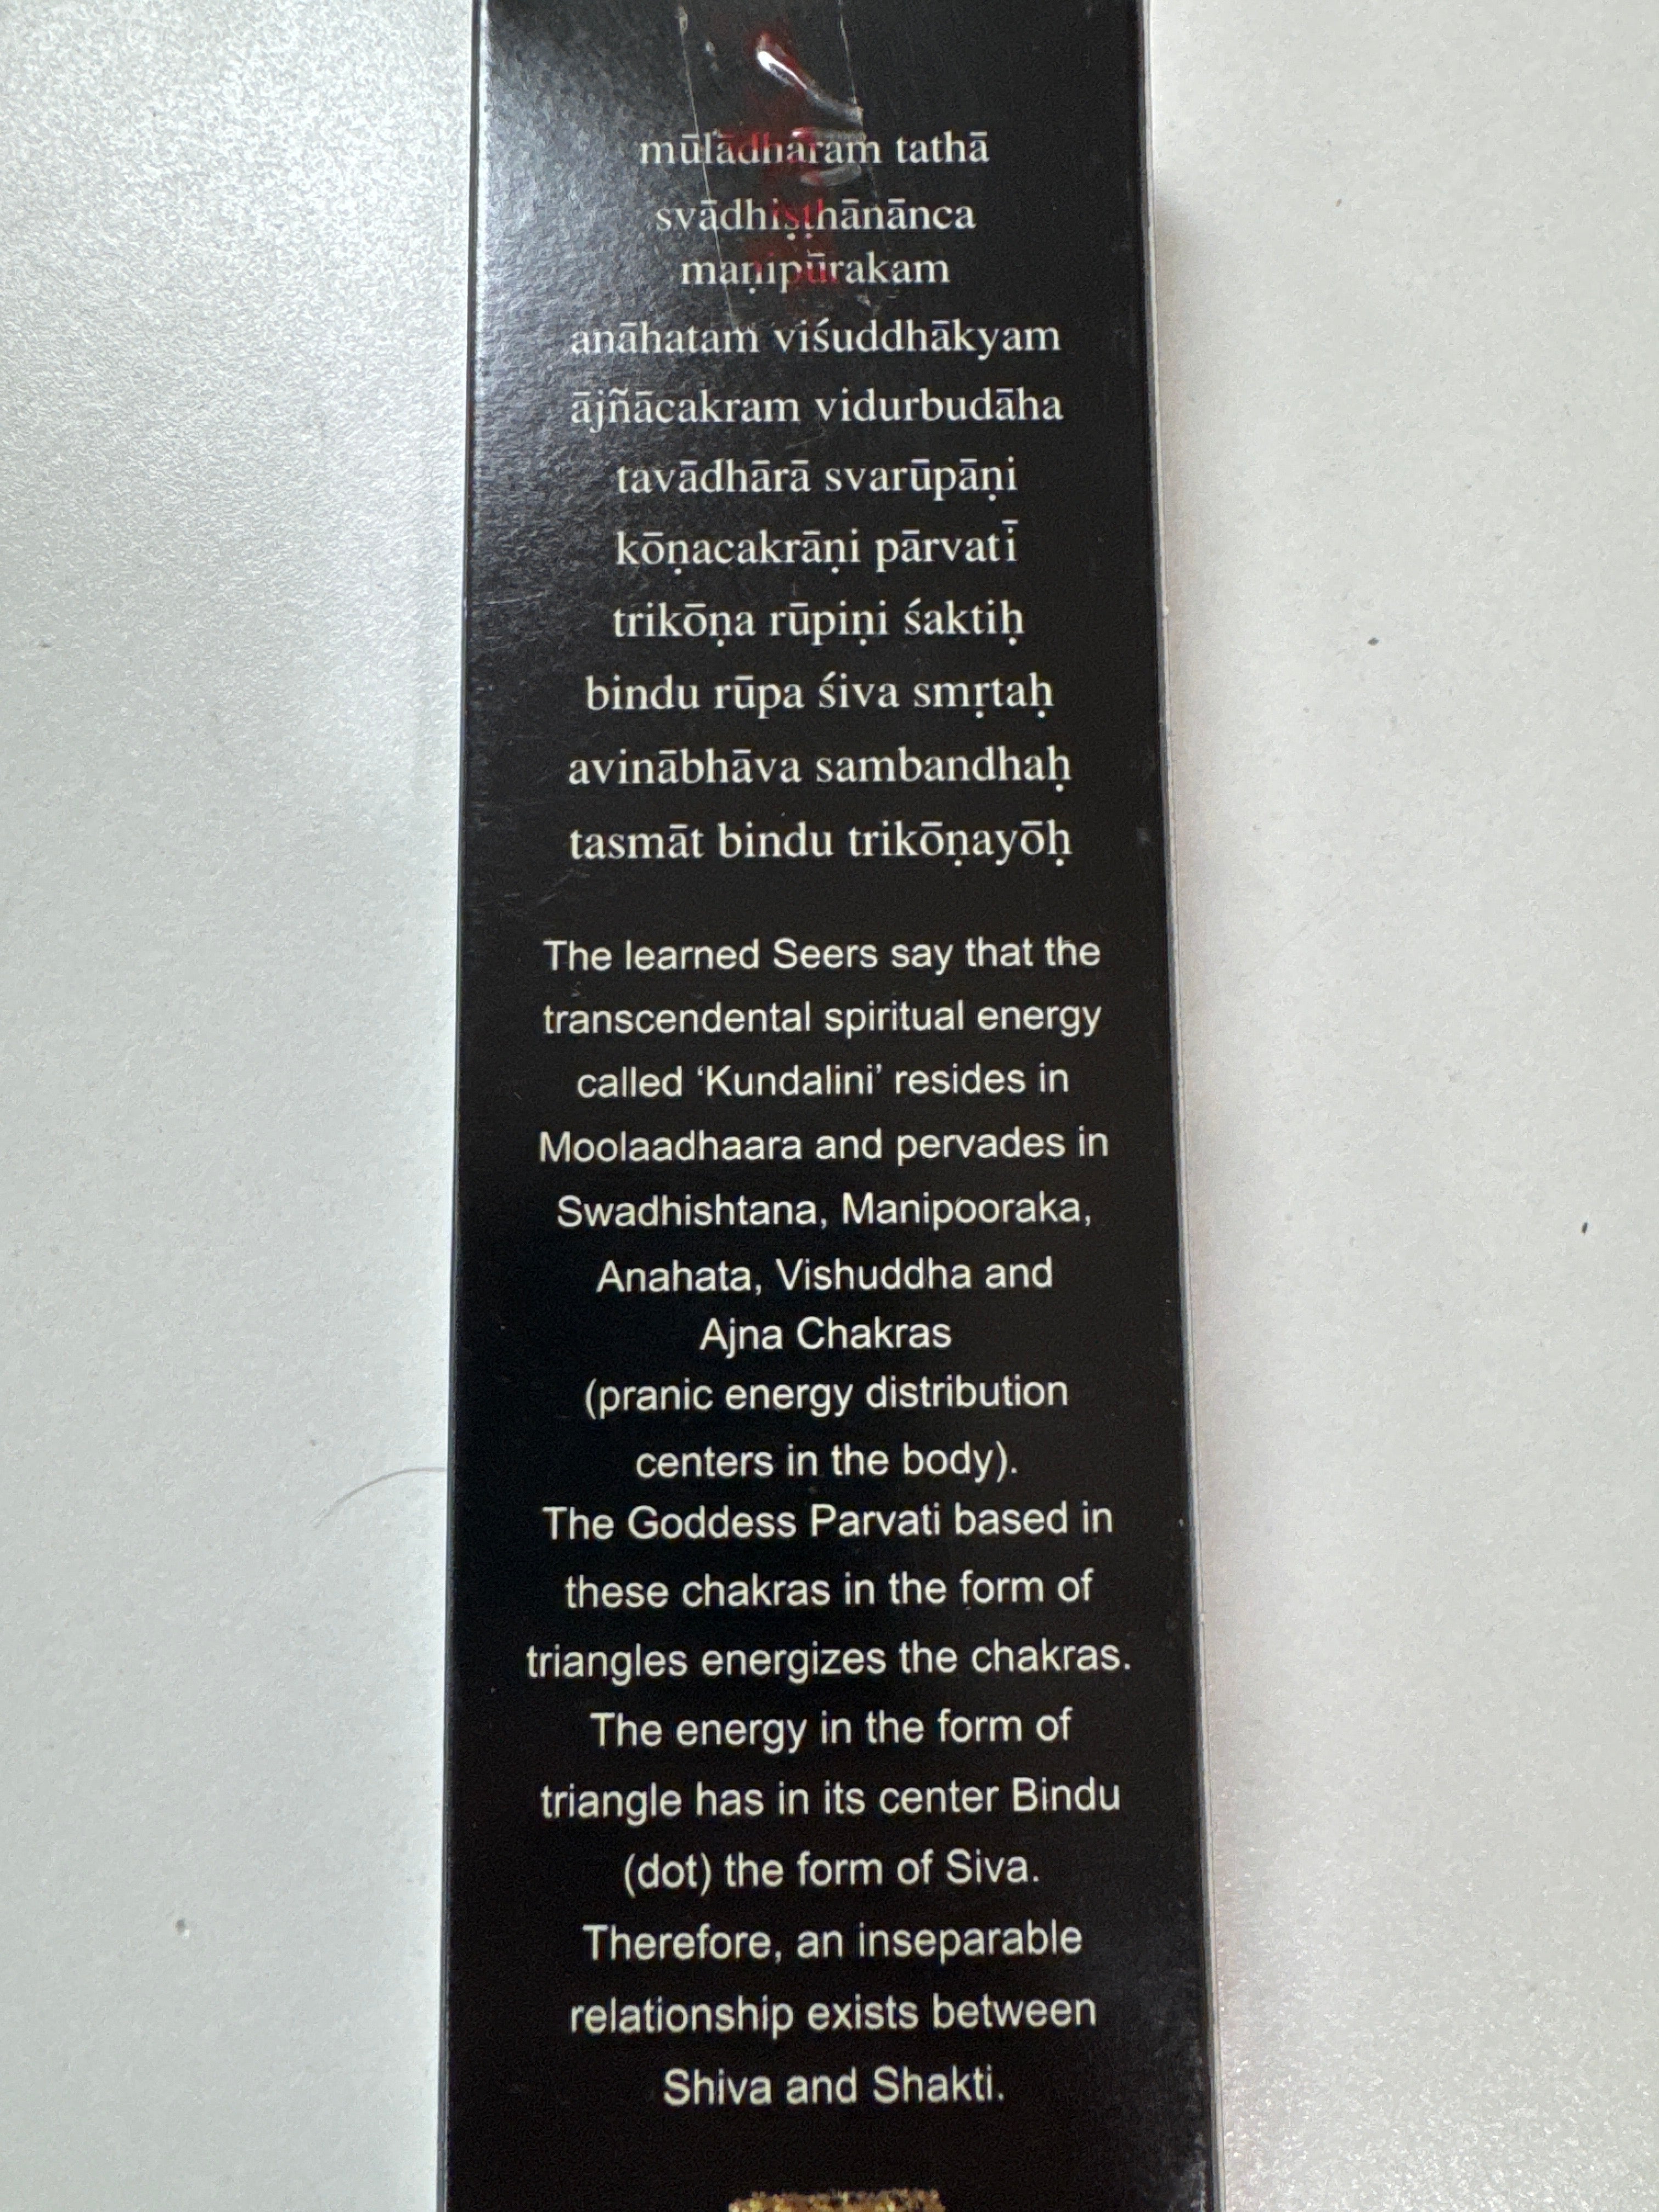 mūlādhāram tathā
svādhiṣṭhānānca
maṇipūrakam
anāhatam viśuddhākyam
ājñācakram vidurbudāha
tavādhārā svarūpāṇi
kōṇacakrāṇi pārvatī
trikōṇa rūpiṇi śaktiḥ
bindu rūpa śiva smṛtaḥ
avinābhāva sambandhaḥ
tasmāt bindu trikōṇayōḥ
The learned Seers say that the
transcendental spiritual energy
called ‘Kundalini’ resides in
Moolaadhaara and pervades in
Swadhishtana, Manipooraka,
Anahata, Vishuddha and
Ajna Chakras
(pranic energy distribution
centers in the body).
The Goddess Parvati based in
these chakras in the form of
triangles energizes the chakras.
The energy in the form of
triangle has in its center Bindu
(dot) the form of Siva.
Therefore, an inseparable
relationship exists between
Shiva and Shakti.